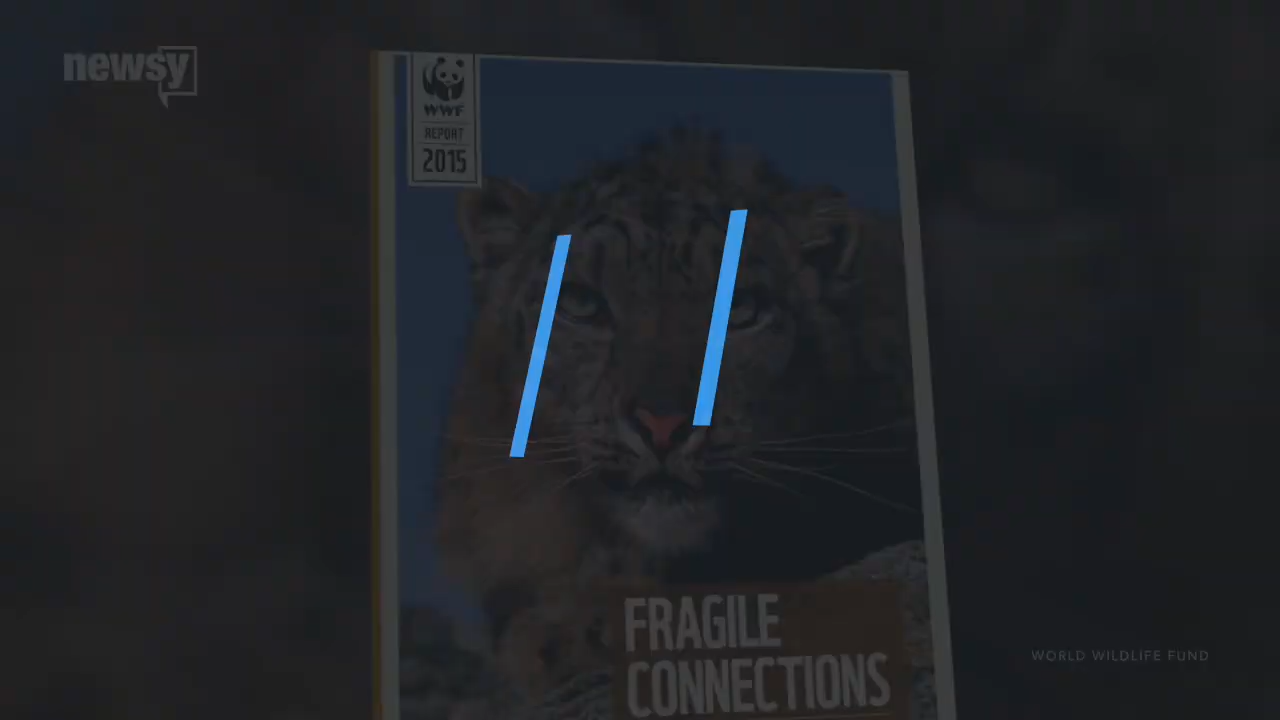 newsy
WWF
REPORT
2015
FRAGILE
CONNECTIONS
WORLD WILDLIFE FUND